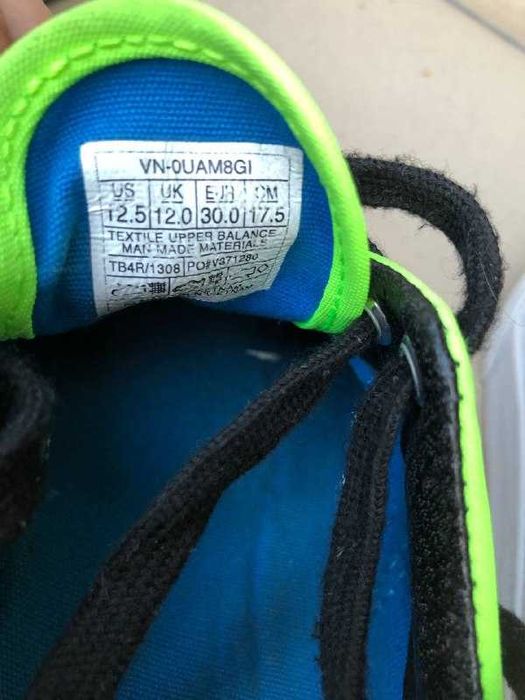 VN-0UAM8GI
US UK EUR CM
12.5 12.0 30.0 17.5
TEXTILE UPPER BALANCE
MAN MADE MATERIALS
TB4R/1308 PO#V371280